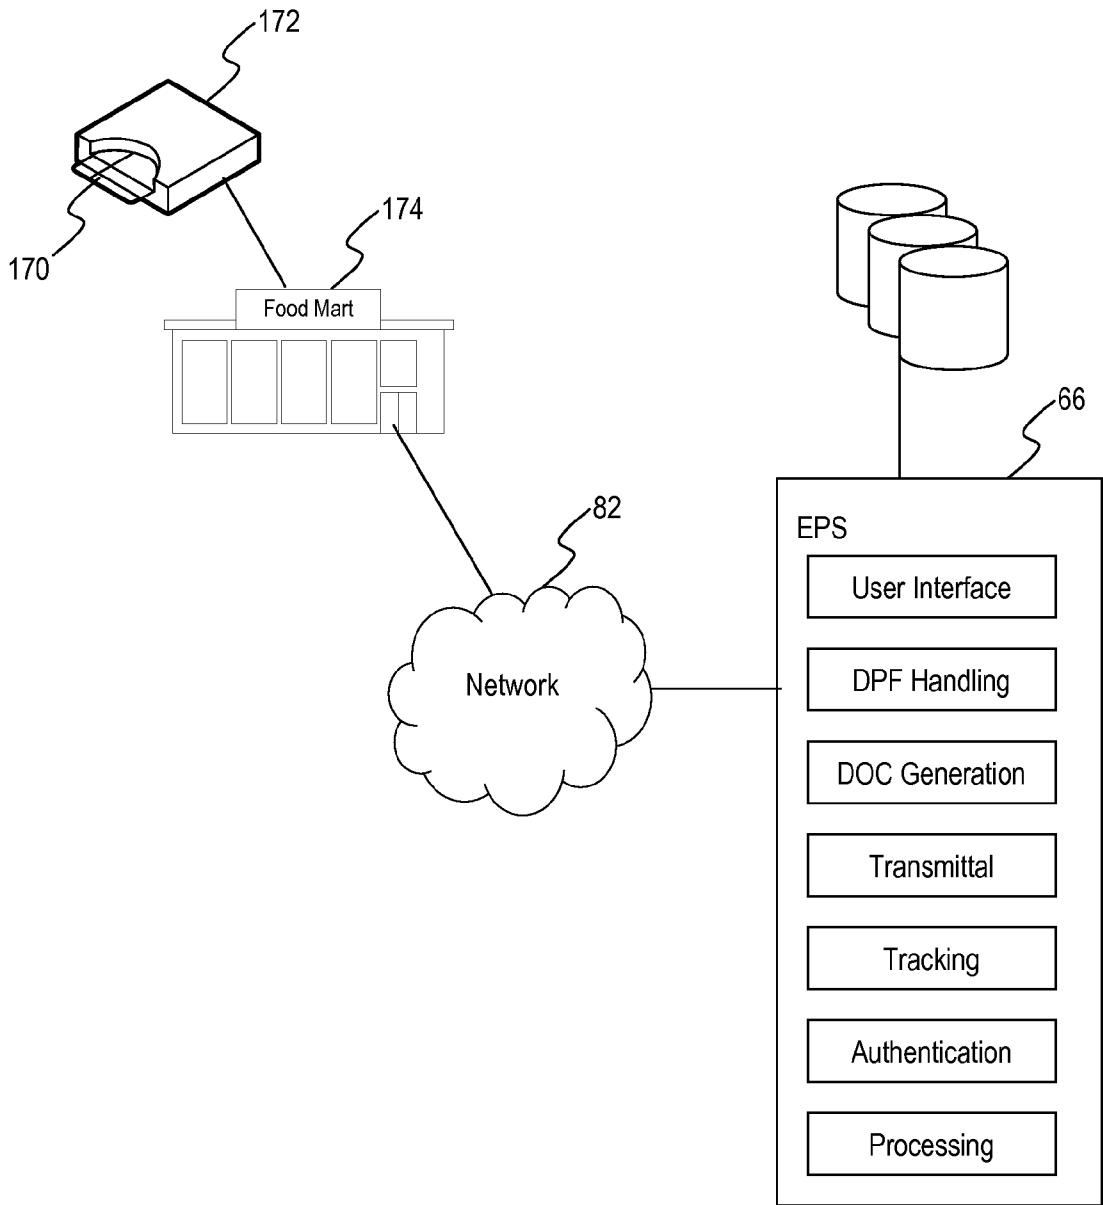 172
174
170
Food Mart
66
82
EPS
User Interface
DPF Handling
Network
DOC Generation
Transmittal
Tracking
Authentication
Processing